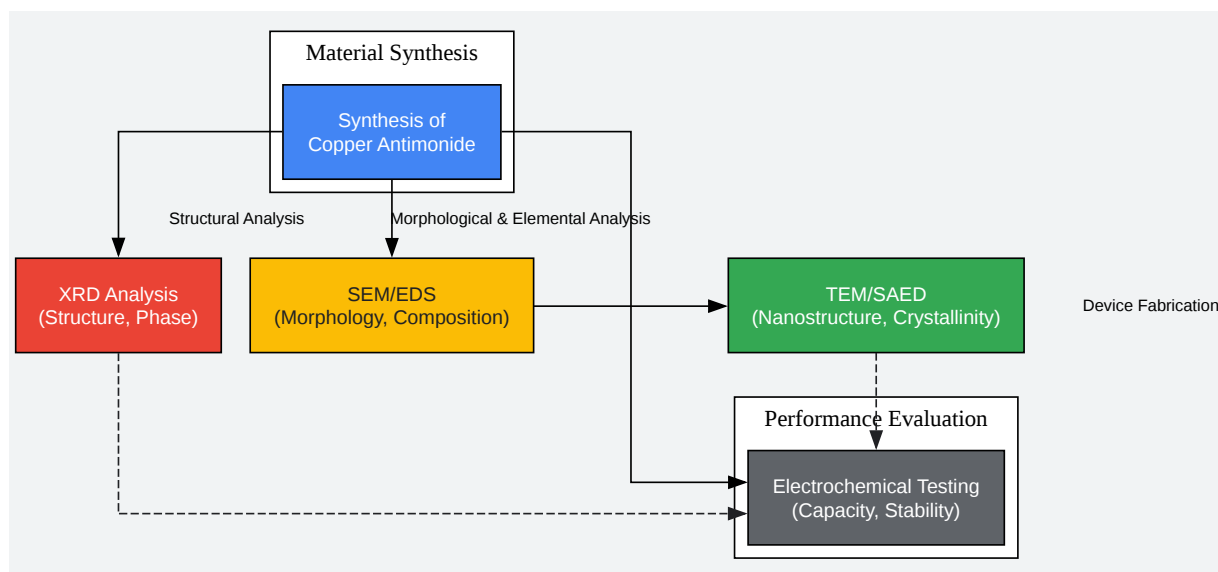 Material Synthesis
Synthesis of
Copper Antimonide
Structural Analysis
Morphological & Elemental Analysis
XRD Analysis
(Structure, Phase)
SEM/EDS
(Morphology, Composition)
TEM/SAED
(Nanostructure, Crystallinity)
Device Fabrication
Performance Evaluation
Electrochemical Testing
(Capacity, Stability)